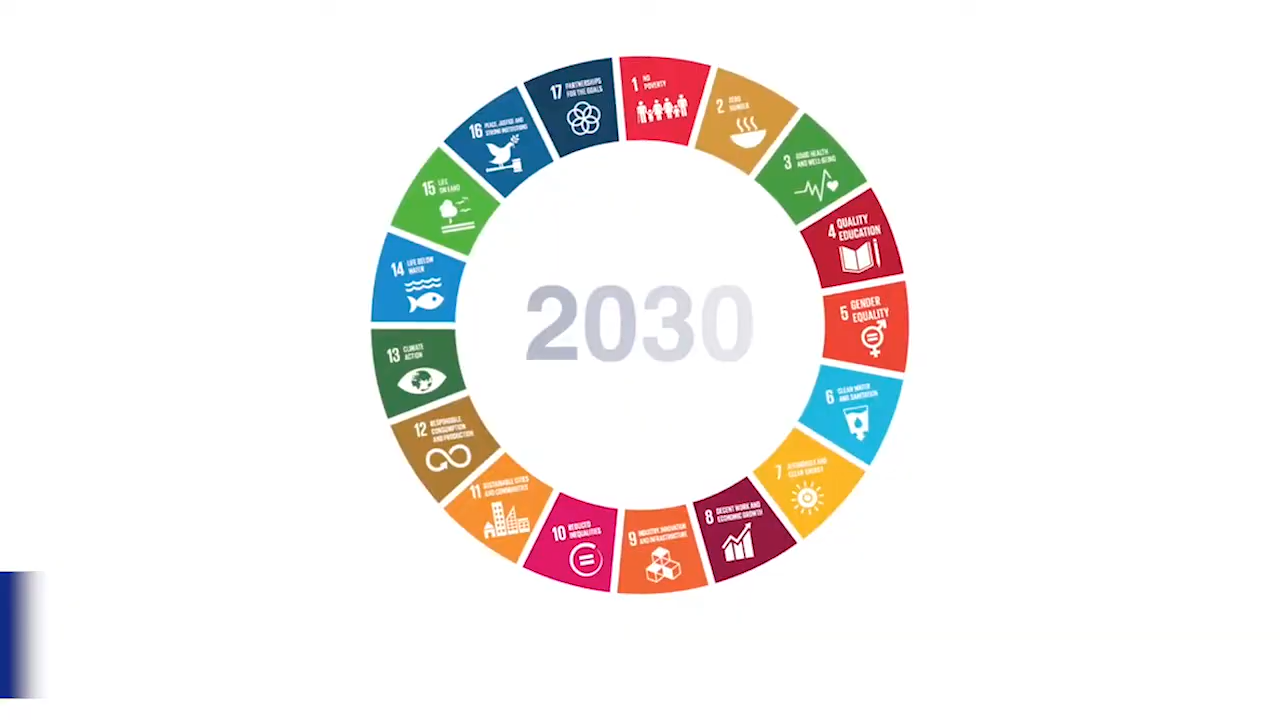 1 NO
POVERTY
2 ZERO
HUNGER
3 GOOD HEALTH
AND WELL-BEING
4 QUALITY
EDUCATION
5 GENDER
EQUALITY
6 CLEAN WATER
AND SANITATION
7 AFFORDABLE AND
CLEAN ENERGY
8 DECENT WORK AND
ECONOMIC GROWTH
9 INDUSTRY, INNOVATION
AND INFRASTRUCTURE
10 REDUCED
INEQUALITIES
11 SUSTAINABLE CITIES
AND COMMUNITIES
12 RESPONSIBLE
CONSUMPTION
AND PRODUCTION
13 CLIMATE
ACTION
14 LIFE BELOW
WATER
15 LIFE
ON LAND
16 PEACE, JUSTICE AND
STRONG INSTITUTIONS
17 PARTNERSHIPS
FOR THE GOALS
2030